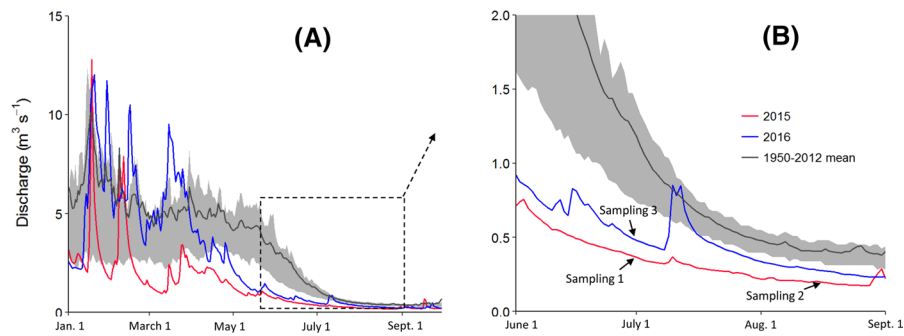 (A)
Discharge (m³ s⁻¹)
15
10
5
0
Jan. 1 March 1 May 1 July 1 Sept. 1
(B)
2.0
1.5
1.0
0.5
0.0
2015
2016
1950-2012 mean
Sampling 3
Sampling 1
Sampling 2
June 1 July 1 Aug. 1 Sept. 1